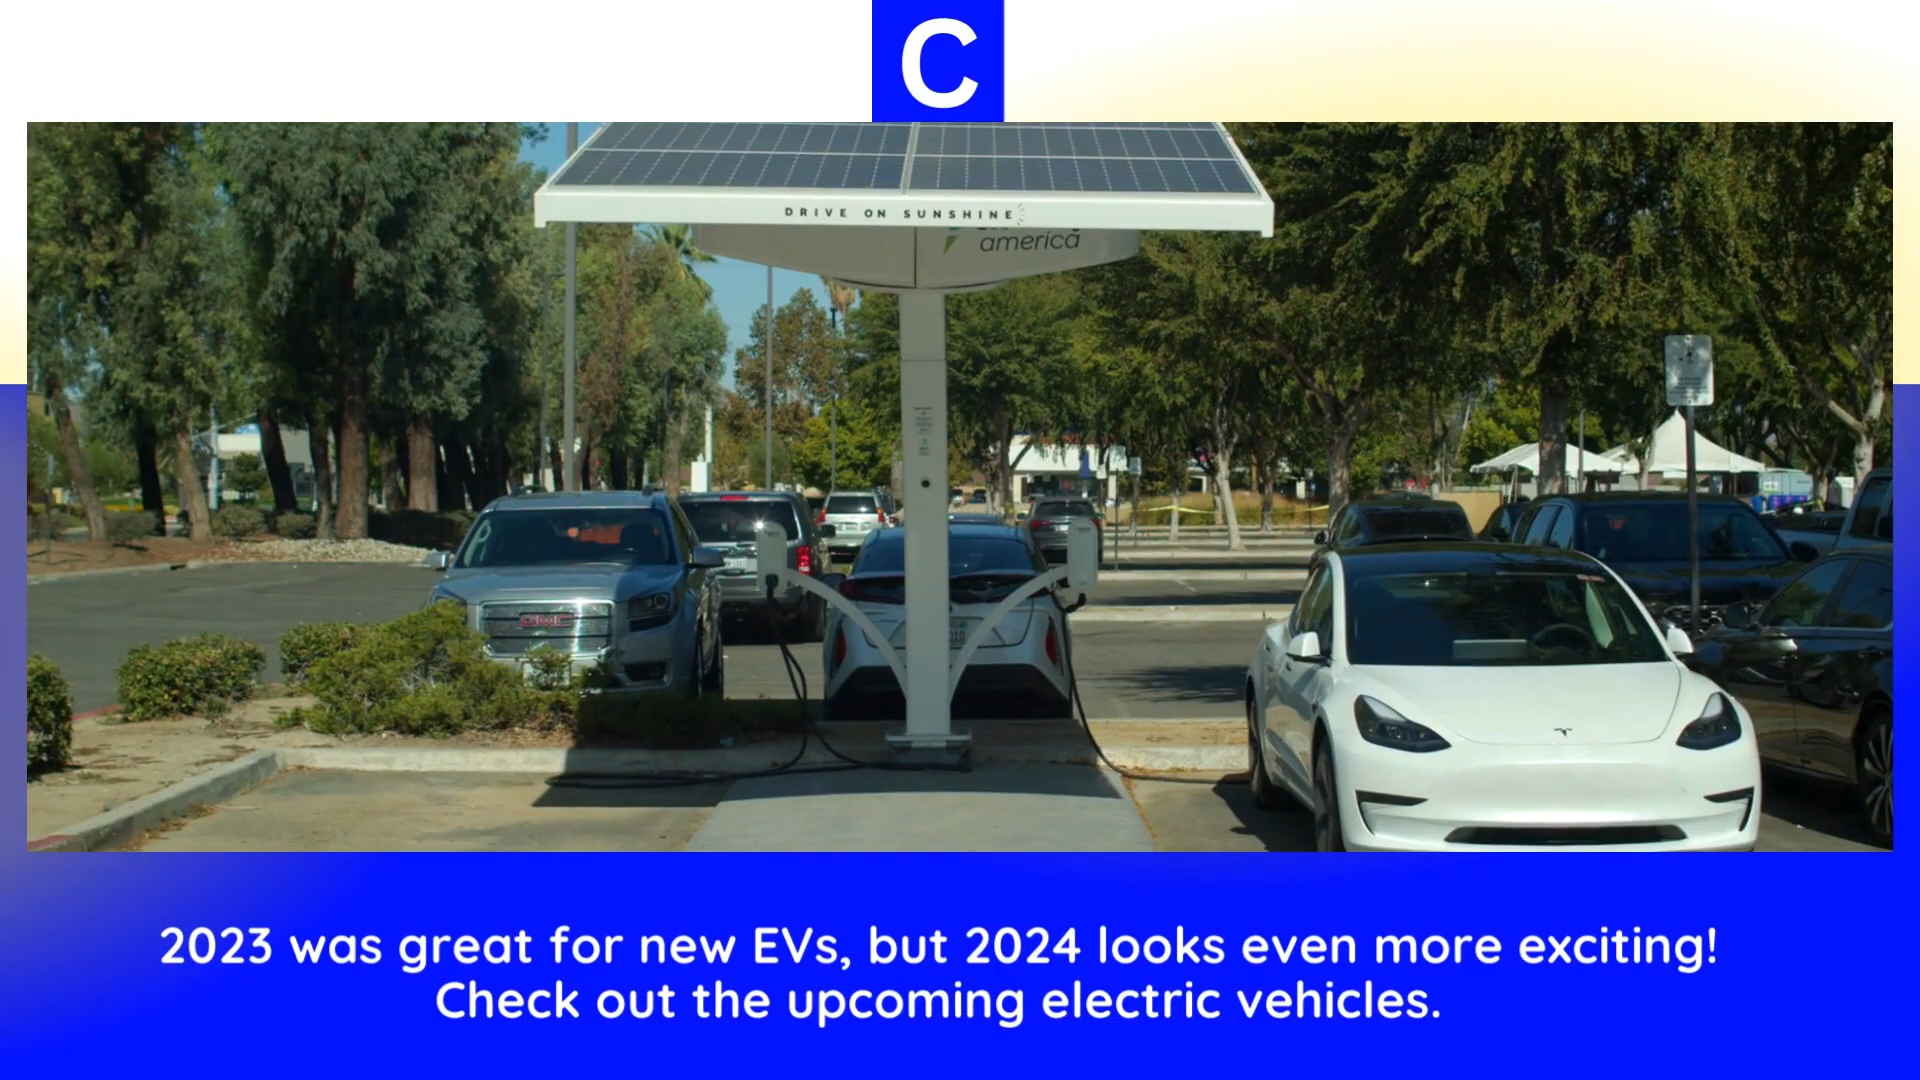 C
DRIVE ON SUNSHINE
america
GMC
2023 was great for new EVs, but 2024 looks even more exciting!
Check out the upcoming electric vehicles.